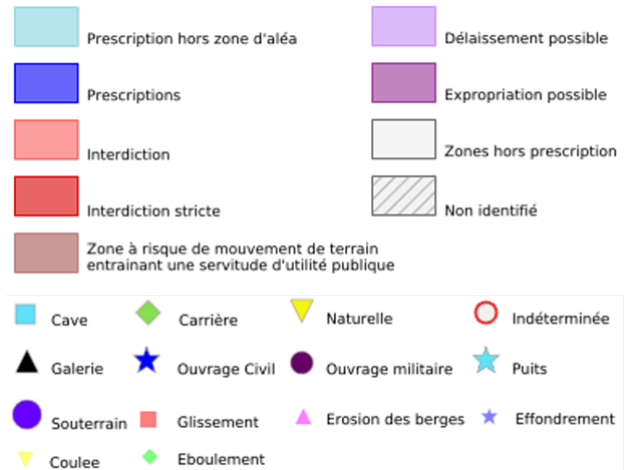 Prescription hors zone d'aléa
Délaissement possible
Prescriptions
Expropriation possible
Interdiction
Zones hors prescription
Interdiction stricte
Non identifié
Zone à risque de mouvement de terrain
entrainant une servitude d'utilité publique
Cave
Carrière
Naturelle
Indéterminée
Galerie
Ouvrage Civil
Ouvrage militaire
Puits
Souterrain
Glissement
Erosion des berges
Effondrement
Coulee
Eboulement